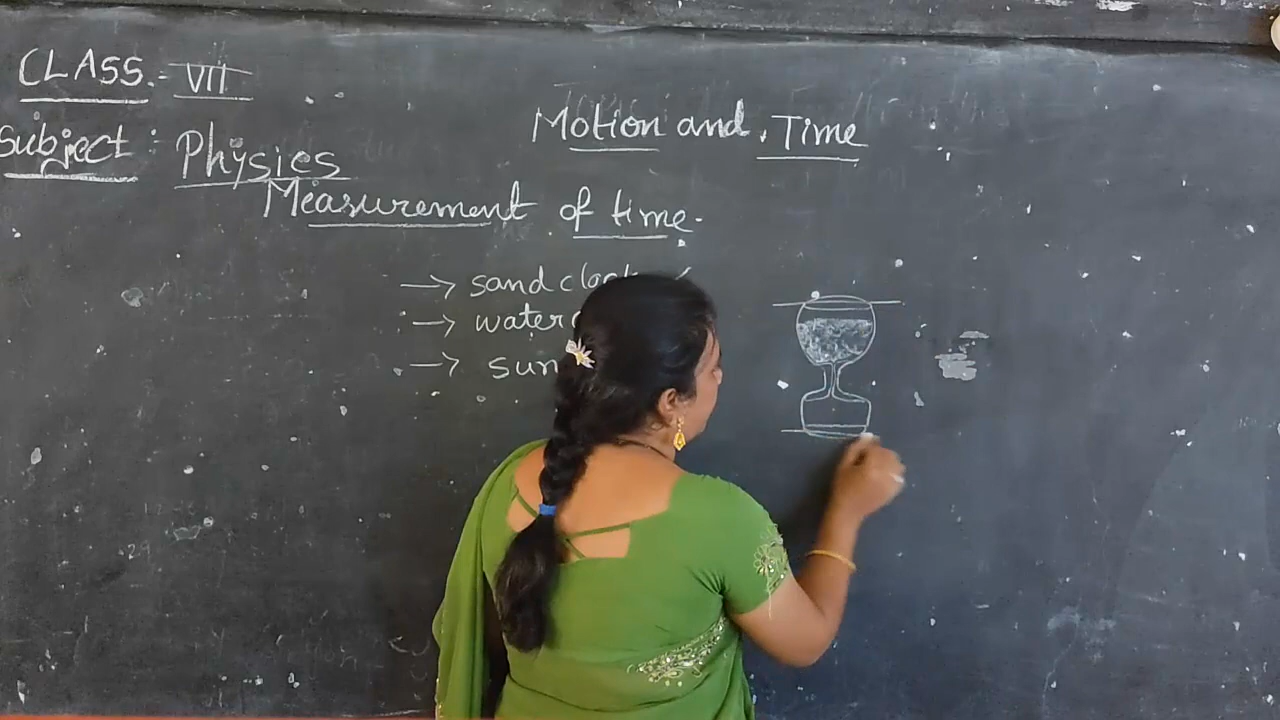 CLASS.- VII
Subject : Physics
Motion and Time
Measurement of time.
→ sand
→ water
→ sun